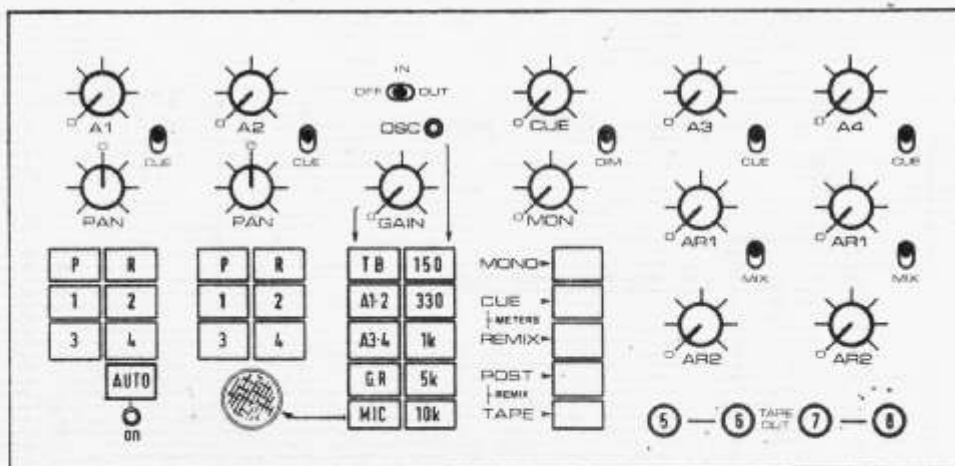 IN
OFF OUT
A1 A2 CUE A3 A4
OSC
CUE CUE DIM CUE CUE
PAN PAN GAIN MON AR1 AR1
P R P R TB 150 MONO
MIX MIX
1 2 1 2 A1-2 330 CUE
METERS
3 4 3 4 A3-4 1k REMIX
AR2 AR2
AUTO G.R 5k POST
REMIX
MIC 10k TAPE
5 6 TAPE OUT 7 8
on